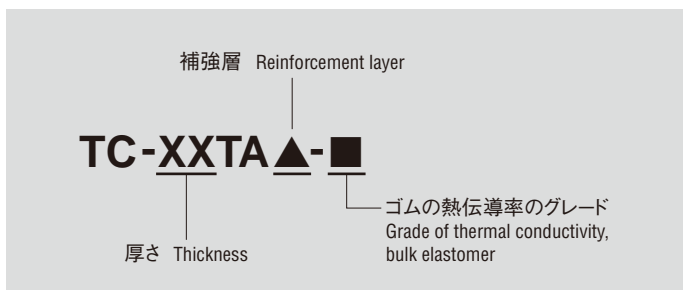 補強層 Reinforcement layer
TC-XXTA▲-■
ゴムの熱伝導率のグレード
Grade of thermal conductivity,
bulk elastomer
厚さ Thickness